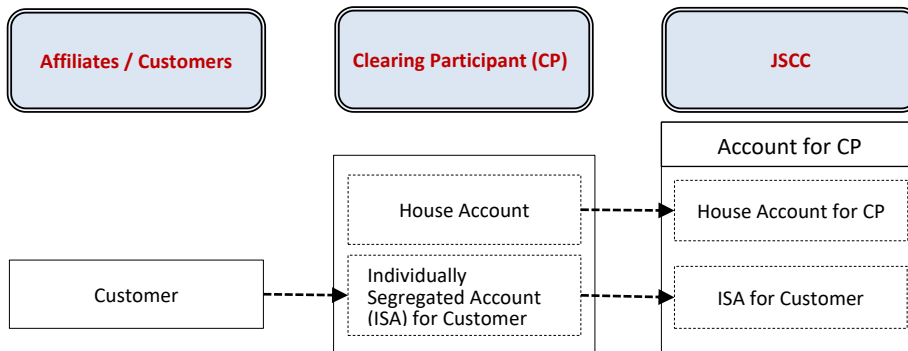 Affiliates / Customers
Clearing Participant (CP)
JSCC
Account for CP
House Account
House Account for CP
Customer
Individually
Segregated Account
(ISA) for Customer
ISA for Customer